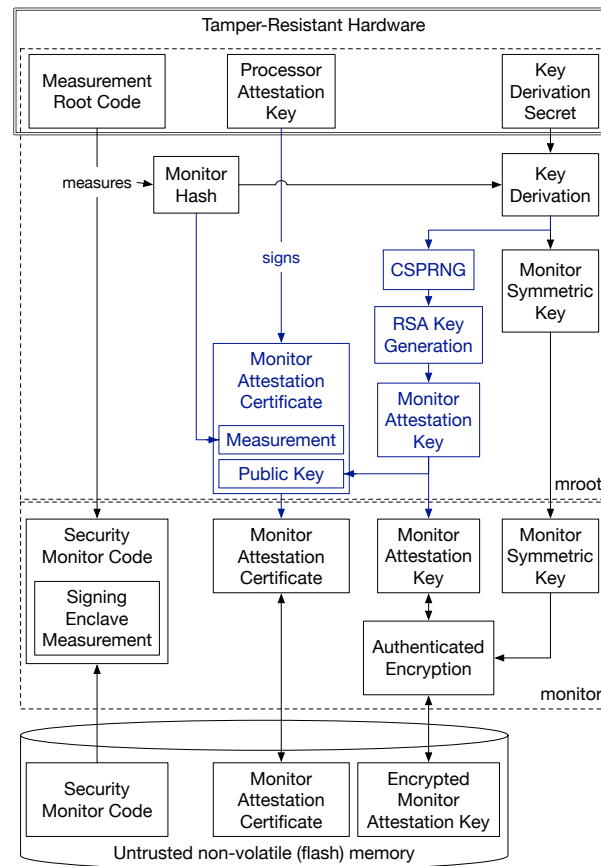 Tamper-Resistant Hardware
Measurement
Root Code
Processor
Attestation
Key
Key
Derivation
Secret
measures
Monitor
Hash
Key
Derivation
signs
CSPRNG
Monitor
Symmetric
Key
RSA Key
Generation
Monitor
Attestation
Certificate
Measurement
Public Key
Monitor
Attestation
Key
mroot
Security
Monitor Code
Signing
Enclave
Measurement
Monitor
Attestation
Certificate
Monitor
Attestation
Key
Monitor
Symmetric
Key
Authenticated
Encryption
monitor
Security
Monitor Code
Monitor
Attestation
Certificate
Encrypted
Monitor
Attestation Key
Untrusted non-volatile (flash) memory